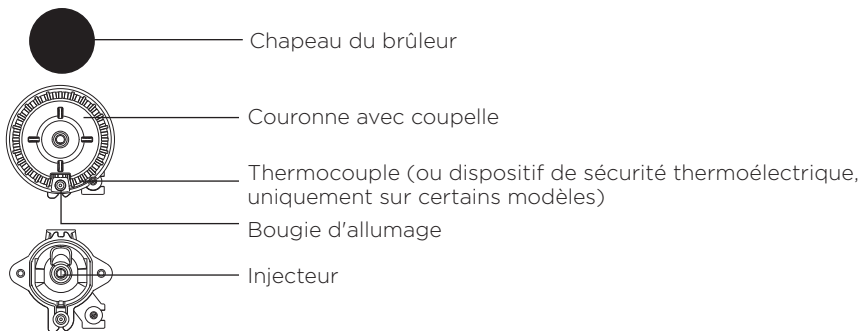 Chapeau du brûleur
Couronne avec coupelle
Thermocouple (ou dispositif de sécurité thermoélectrique,
uniquement sur certains modèles)
Bougie d'allumage
Injecteur